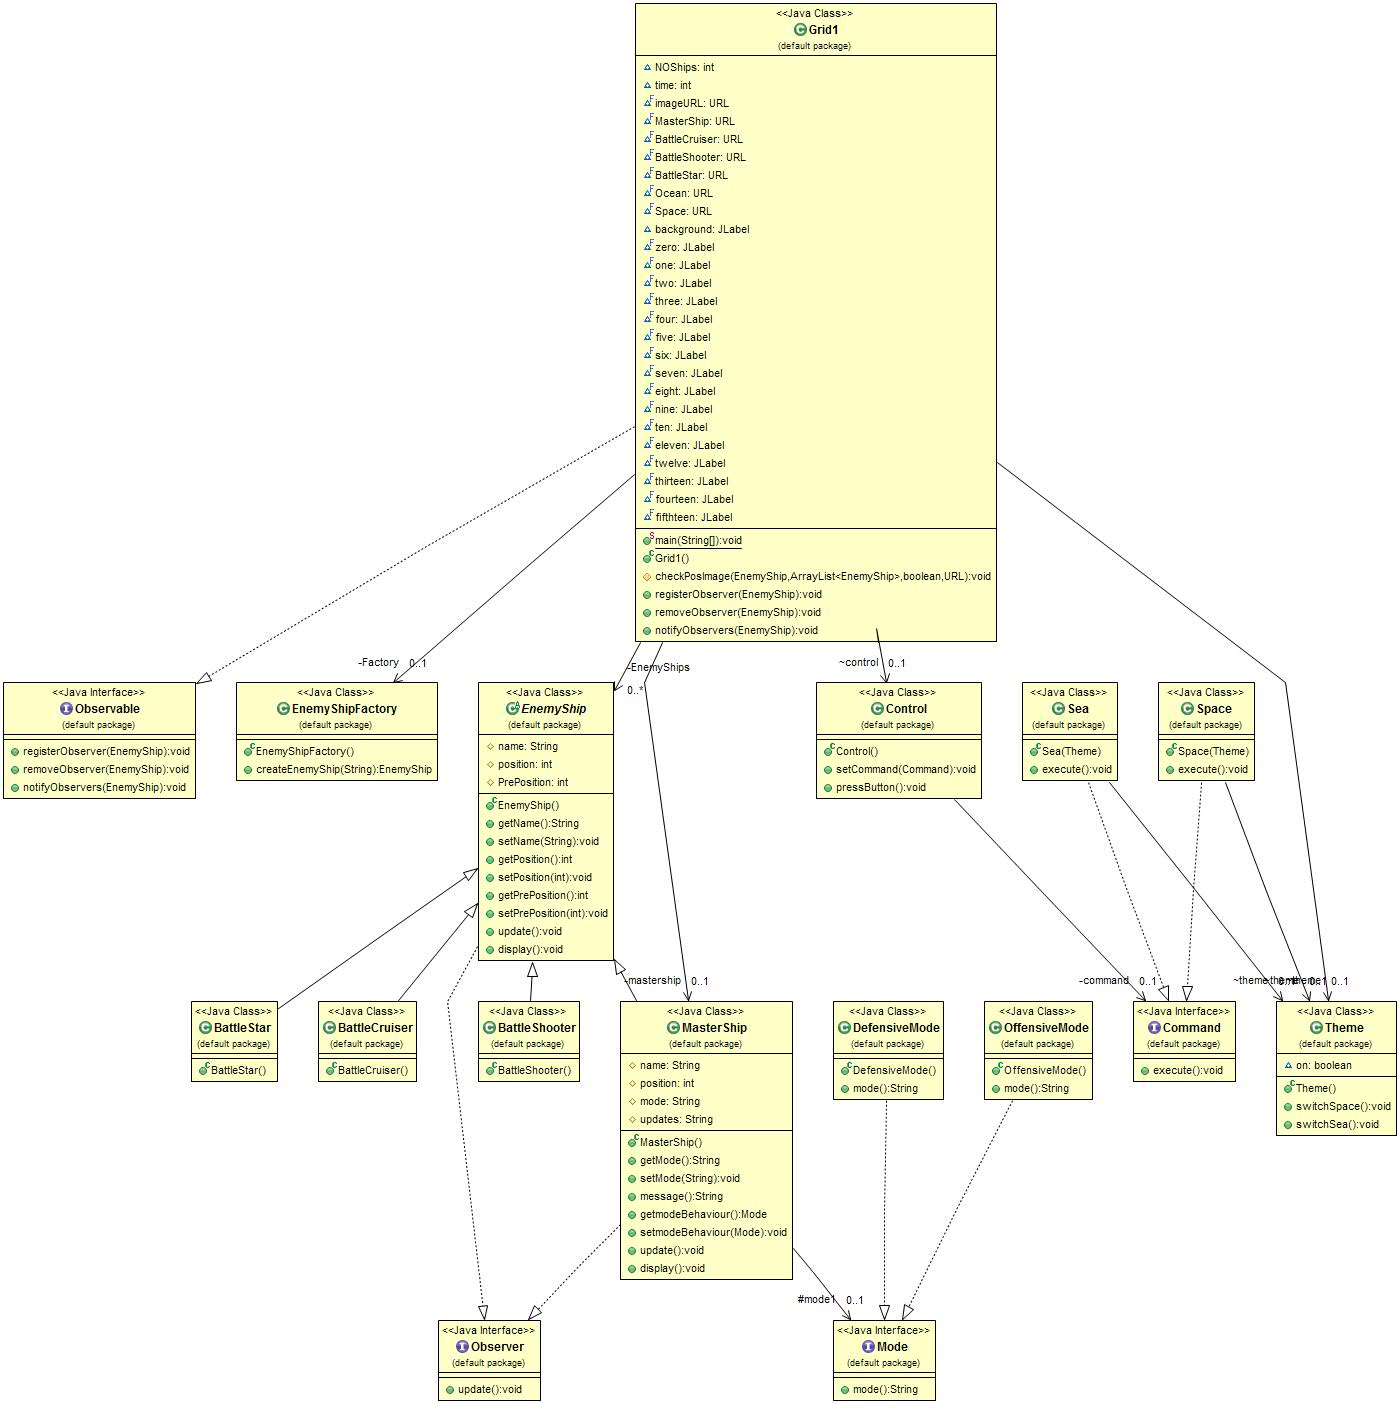 <<Java Class>>
Grid1
(default package)
NOShips: int
time: int
imageURL: URL
MasterShip: URL
BattleCruiser: URL
BattleShooter: URL
BattleStar: URL
Ocean: URL
Space: URL
background: JLabel
zero: JLabel
one: JLabel
two: JLabel
three: JLabel
four: JLabel
five: JLabel
six: JLabel
seven: JLabel
eight: JLabel
nine: JLabel
ten: JLabel
eleven: JLabel
twelve: JLabel
thirteen: JLabel
fourteen: JLabel
fifthteen: JLabel
main(String[]):void
Grid1()
checkPosImage(EnemyShip,ArrayList<EnemyShip>,boolean,URL):void
registerObserver(EnemyShip):void
removeObserver(EnemyShip):void
notifyObservers(EnemyShip):void
-Factory 0..1
-EnemyShips
0..*
~control 0..1
<<Java Interface>>
Observable
(default package)
registerObserver(EnemyShip):void
removeObserver(EnemyShip):void
notifyObservers(EnemyShip):void
<<Java Class>>
EnemyShipFactory
(default package)
EnemyShipFactory()
createEnemyShip(String):EnemyShip
<<Java Class>>
EnemyShip
(default package)
name: String
position: int
PrePosition: int
EnemyShip()
getName():String
setName(String):void
getPosition():int
setPosition(int):void
getPrePosition():int
setPrePosition(int):void
update():void
display():void
<<Java Class>>
Control
(default package)
Control()
setCommand(Command):void
pressButton():void
<<Java Class>>
Sea
(default package)
Sea(Theme)
execute():void
<<Java Class>>
Space
(default package)
Space(Theme)
execute():void
-mastership 0..1
-command 0..1
~theme 0..1
<<Java Class>>
BattleStar
(default package)
BattleStar()
<<Java Class>>
BattleCruiser
(default package)
BattleCruiser()
<<Java Class>>
BattleShooter
(default package)
BattleShooter()
<<Java Class>>
MasterShip
(default package)
name: String
position: int
mode: String
updates: String
MasterShip()
getMode():String
setMode(String):void
message():String
getmodeBehaviour():Mode
setmodeBehaviour(Mode):void
update():void
display():void
<<Java Class>>
DefensiveMode
(default package)
DefensiveMode()
mode():String
<<Java Class>>
OffensiveMode
(default package)
OffensiveMode()
mode():String
<<Java Interface>>
Command
(default package)
execute():void
<<Java Class>>
Theme
(default package)
on: boolean
Theme()
switchSpace():void
switchSea():void
#mode1 0..1
<<Java Interface>>
Observer
(default package)
update():void
<<Java Interface>>
Mode
(default package)
mode():String